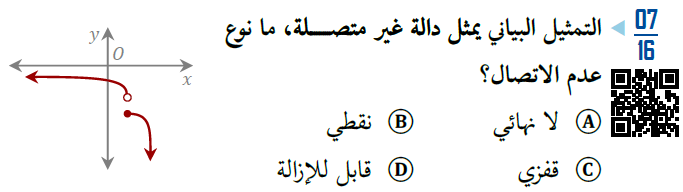 07
16
التمثيل البياني يمثل دالة غير متصلة، ما نوع
عدم الاتصال؟
A لا نهائي
B نقطي
C قفزي
D قابل للإزالة
y
O
x